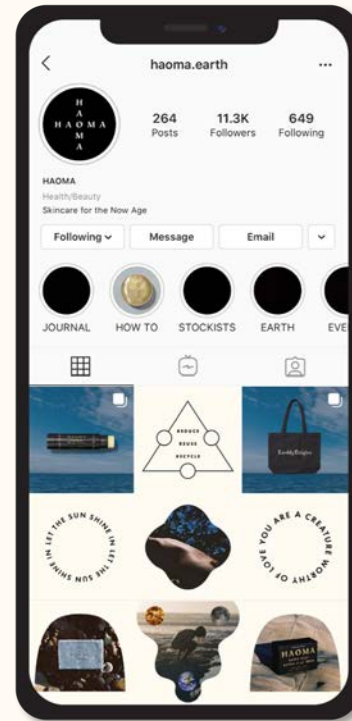 haoma.earth
H
A
HAOMA
M
A
264
Posts
11.3K
Followers
649
Following
HAOMA
Health/Beauty
Skincare for the Now Age
Following
Message
Email
JOURNAL
HOW TO
STOCKISTS
EARTH
EVE
REDUCE
REUSE
RECYCLE
LET THE SUN SHINE IN LET THE SUN SHINE IN
YOU ARE A CREATURE WORTHY OF LOVE
HAOMA